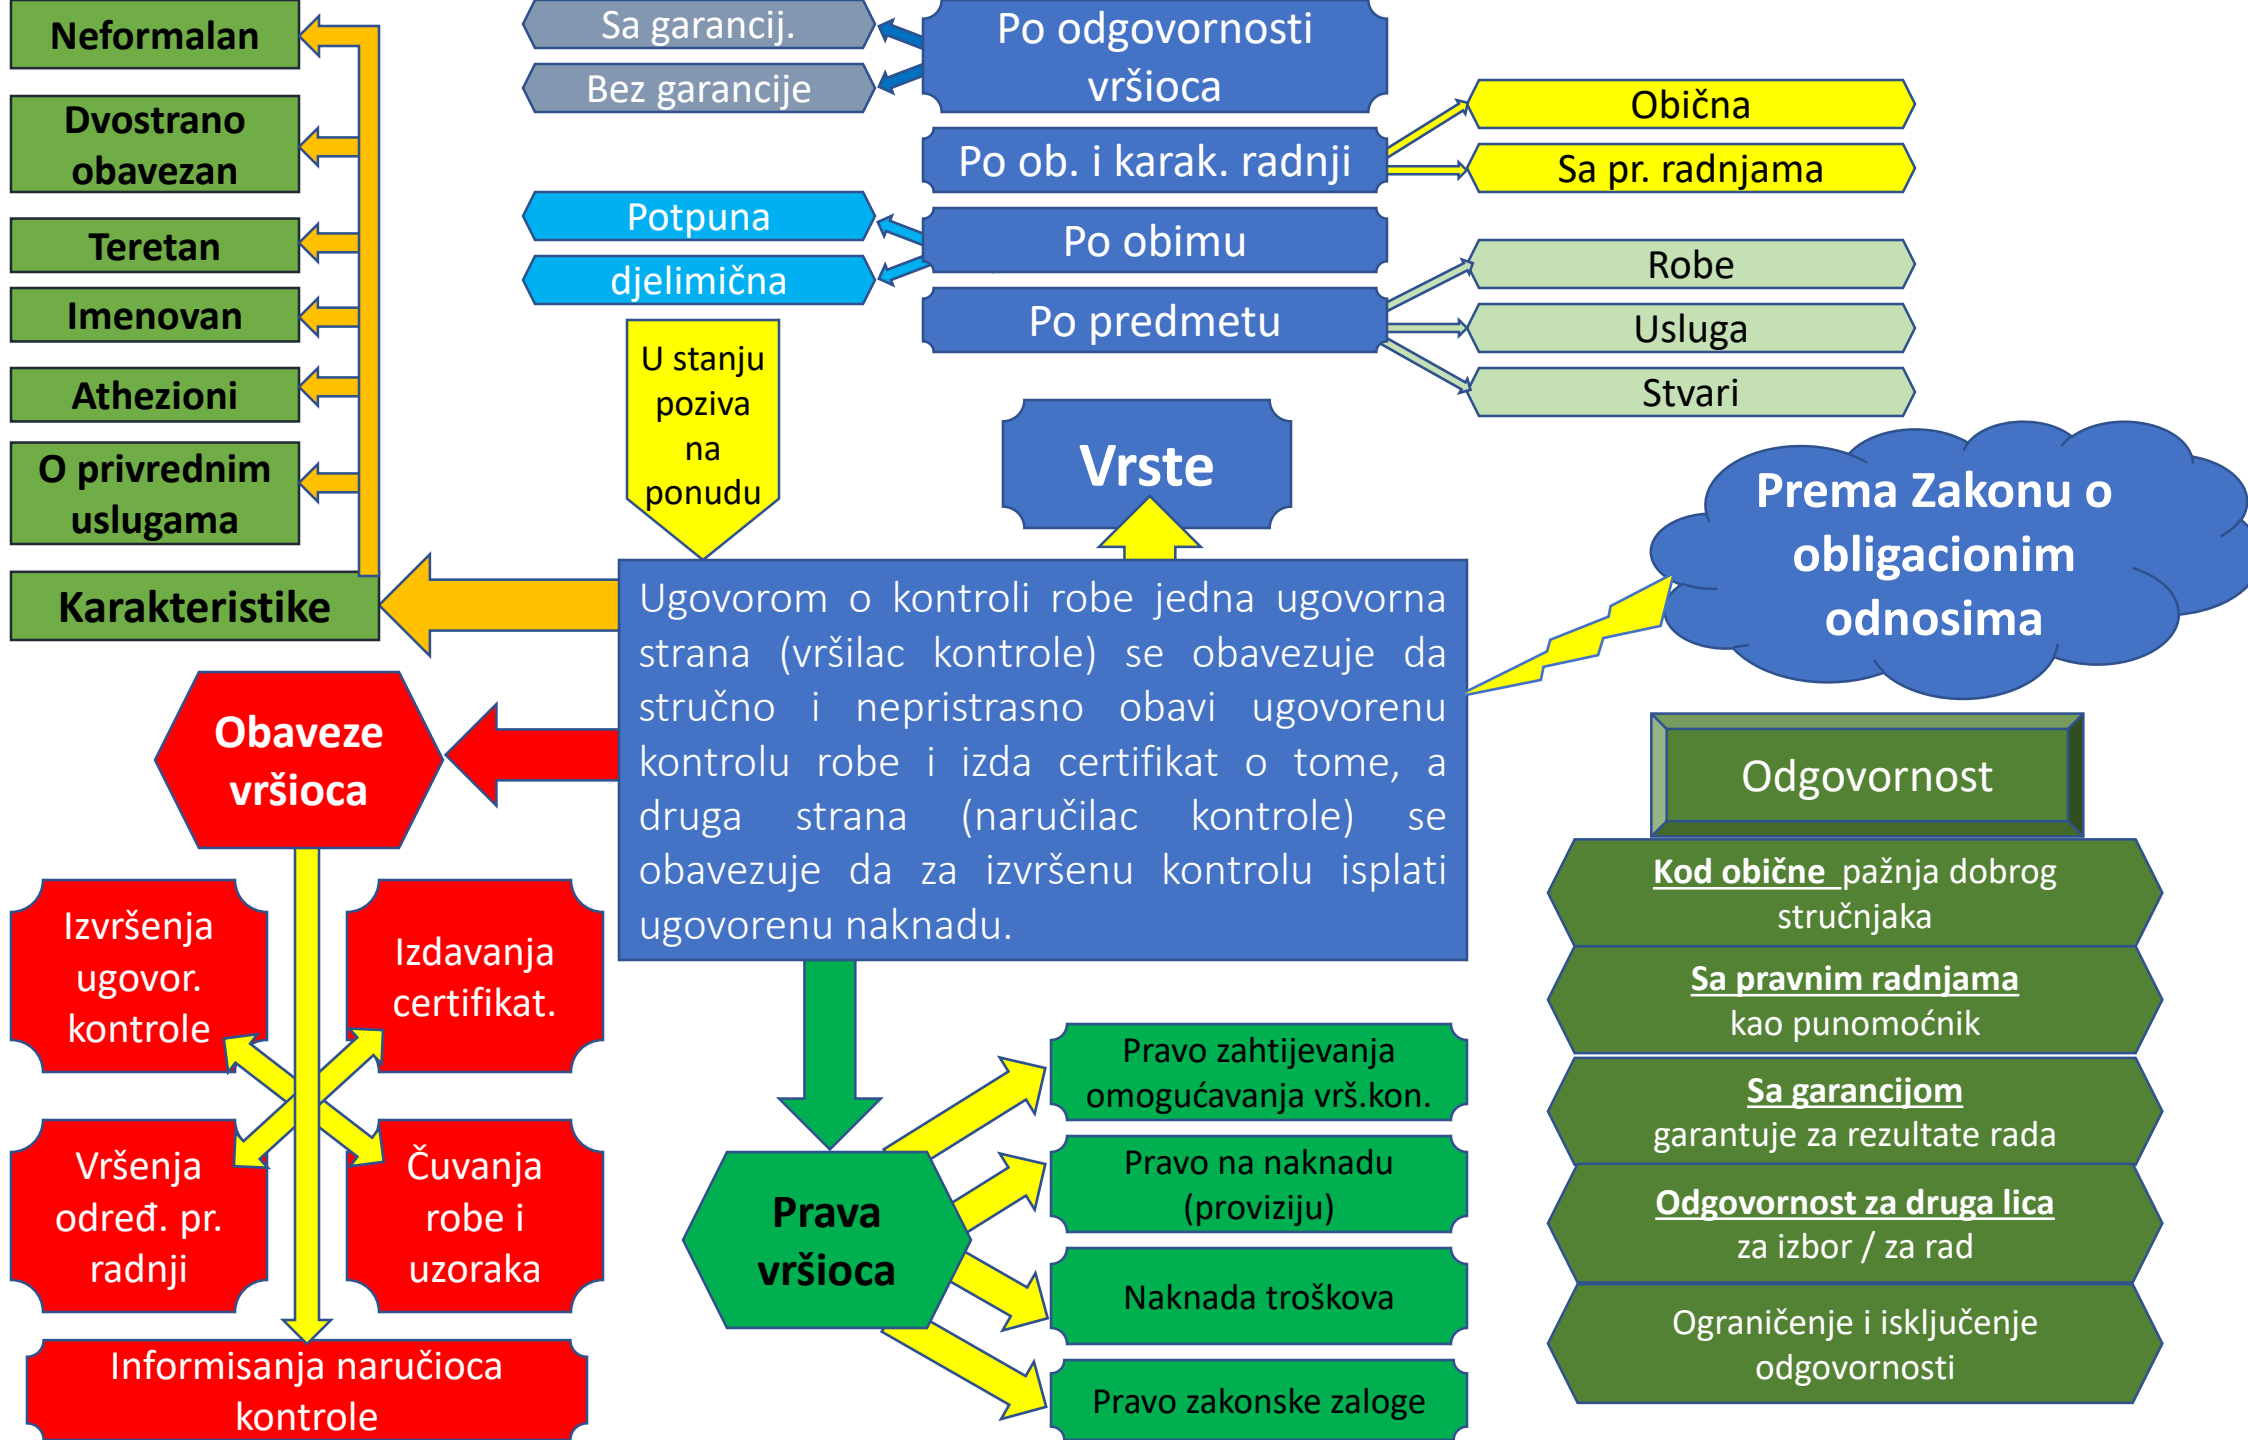 Neformalan
Dvostrano
obavezan
Teretan
Imenovan
Athezioni
O privrednim
uslugama
Karakteristike
Sa garancij.
Bez garancije
Po odgovornosti
vršioca
Po ob. i karak. radnji
Obična
Sa pr. radnjama
Potpuna
djelimična
Po obimu
Po predmetu
Robe
Usluga
Stvari
U stanju
poziva
na
ponudu
Vrste
Prema Zakonu o
obligacionim
odnosima
Ugovorom o kontroli robe jedna ugovorna
strana (vršilac kontrole) se obavezuje da
stručno i nepristrasno obavi ugovorenu
kontrolu robe i izda certifikat o tome, a
druga strana (naručilac kontrole) se
obavezuje da za izvršenu kontrolu isplati
ugovorenu naknadu.
Obaveze
vršioca
Izvršenja
ugovor.
kontrole
Izdavanja
certifikat.
Vršenja
određ. pr.
radnji
Čuvanja
robe i
uzoraka
Informisanja naručioca
kontrole
Prava
vršioca
Pravo zahtijevanja
omogućavanja vrš.kon.
Pravo na naknadu
(proviziju)
Naknada troškova
Pravo zakonske zaloge
Odgovornost
Kod obične pažnja dobrog
stručnjaka
Sa pravnim radnjama
kao punomoćnik
Sa garancijom
garantuje za rezultate rada
Odgovornost za druga lica
za izbor / za rad
Ograničenje i isključenje
odgovornosti